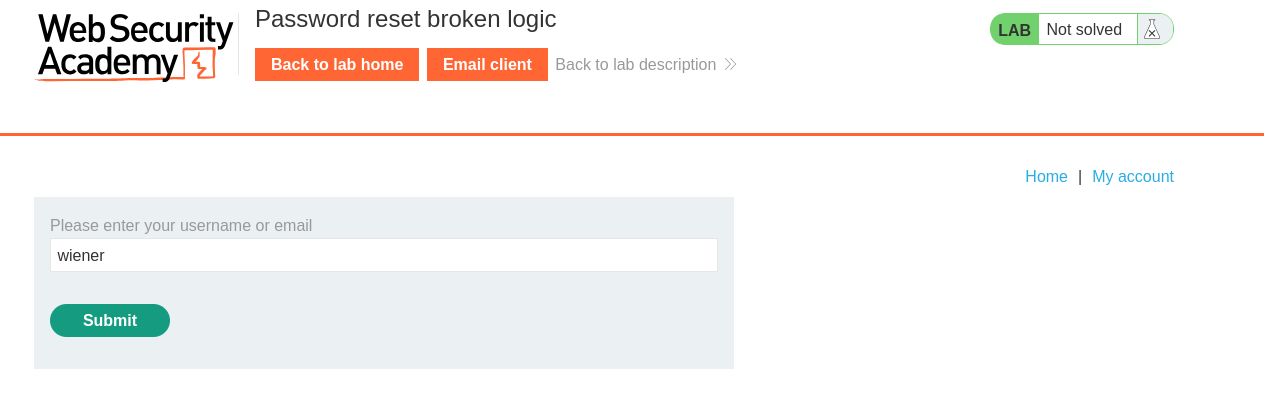 Web Security
Academy
Password reset broken logic
Back to lab home
Email client
Back to lab description
LAB
Not solved
Home | My account
Please enter your username or email
wiener
Submit